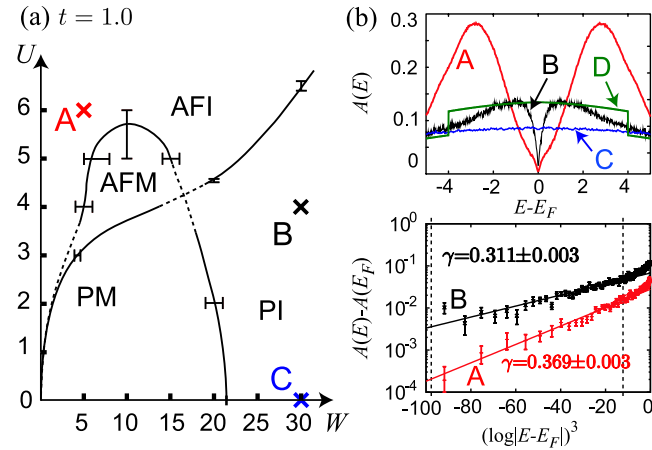 (a) t = 1.0
U
6
5
4
3
2
1
0
A
AFI
AFM
PM
B
PI
C
5 10 15 20 25 30 W
(b)
0.3
0.3
0.2
0.1
0.1
0
A(E)
A
B
D
C
-4 -2 0 2 4
E-E_F
10^-1
10^-2
10^-3
10^-4
10^0
A(E)-A(E_F)
γ=0.311±0.003
B
A
γ=0.369±0.003
-100 -80 -60 -40 -20 0
(log|E-E_F|)^3